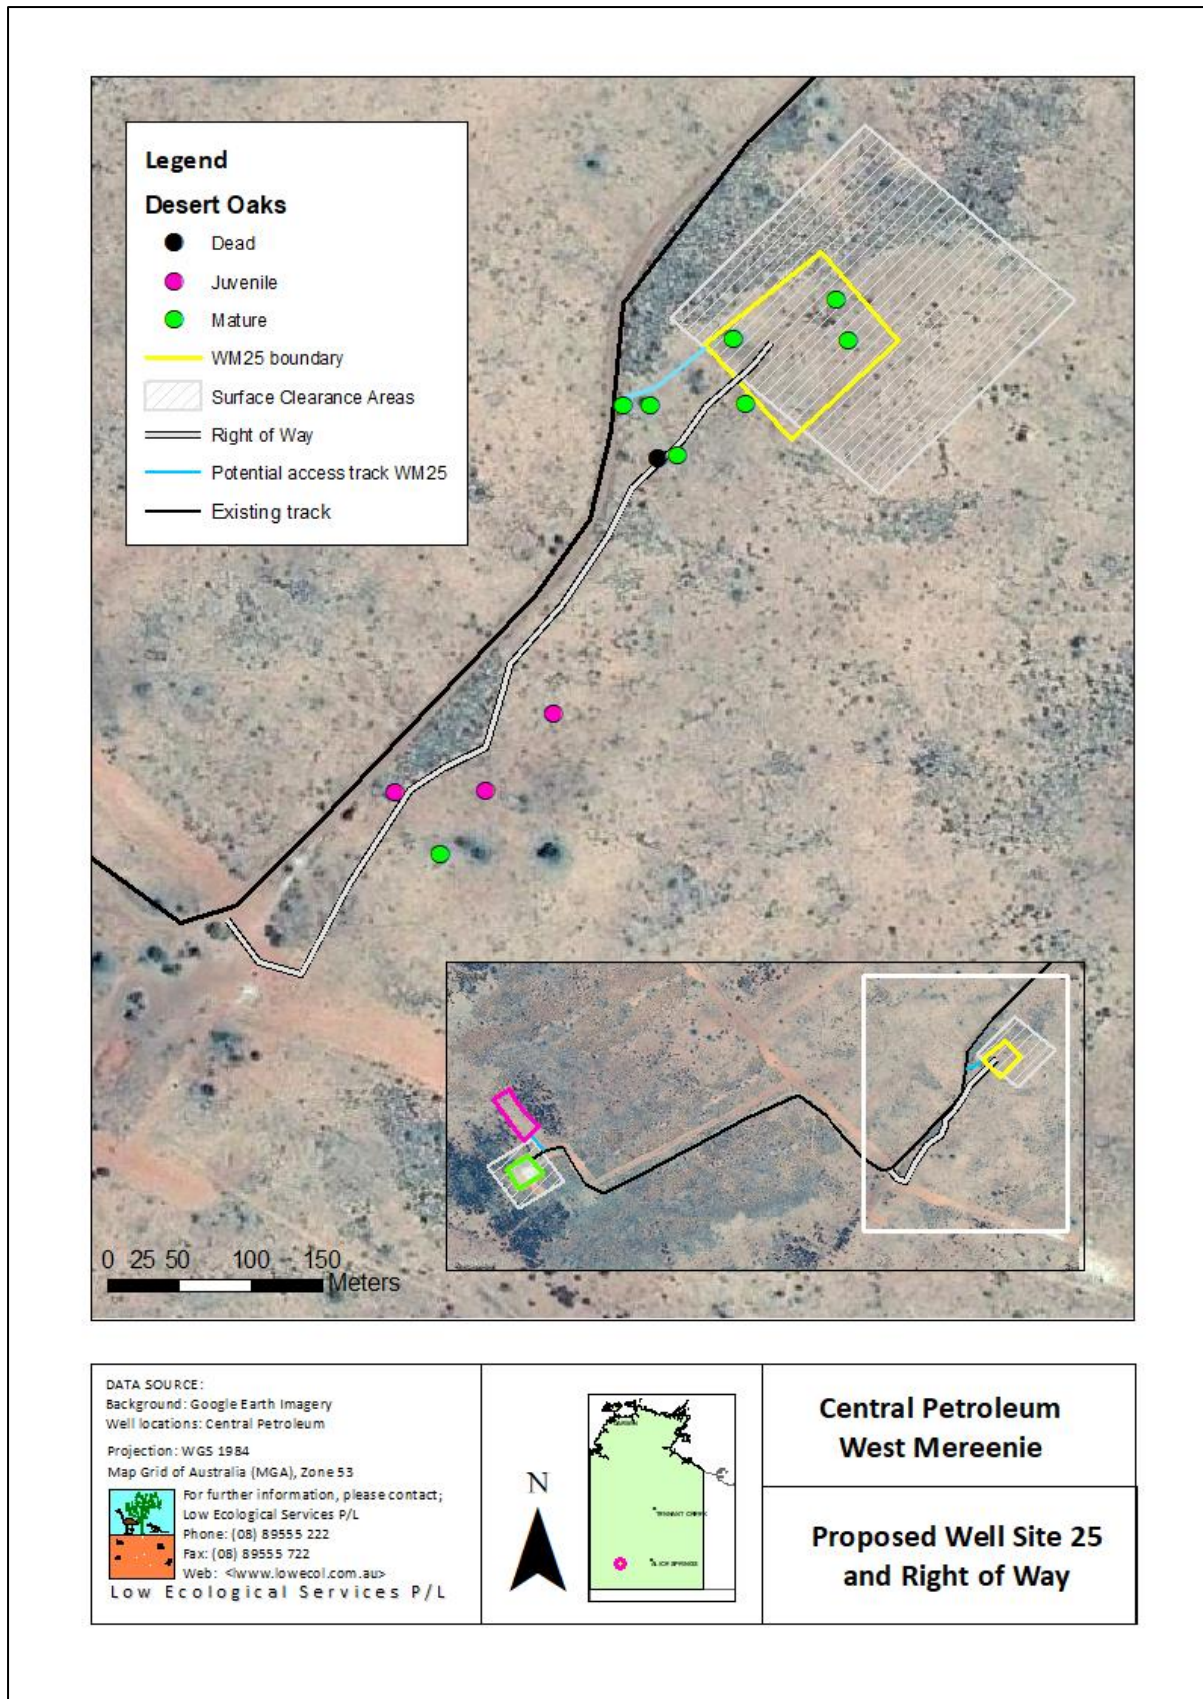 Legend
Desert Oaks
Dead
Juvenile
Mature
WM25 boundary
Surface Clearance Areas
Right of Way
Potential access track WM25
Existing track
0 25 50 100 150
Meters
DATA SOURCE:
Background: Google Earth Imagery
Well locations: Central Petroleum
Projection: WGS 1984
Map Grid of Australia (MGA), Zone 53
For further information, please contact;
Low Ecological Services P/L
Phone: (08) 89555 222
Fax: (08) 89555 722
Web: <www.lowecol.com.au>
Low Ecological Services P/L
N
TENNANT CREEK
ALICE SPRINGS
Central Petroleum
West Mereenie
Proposed Well Site 25
and Right of Way